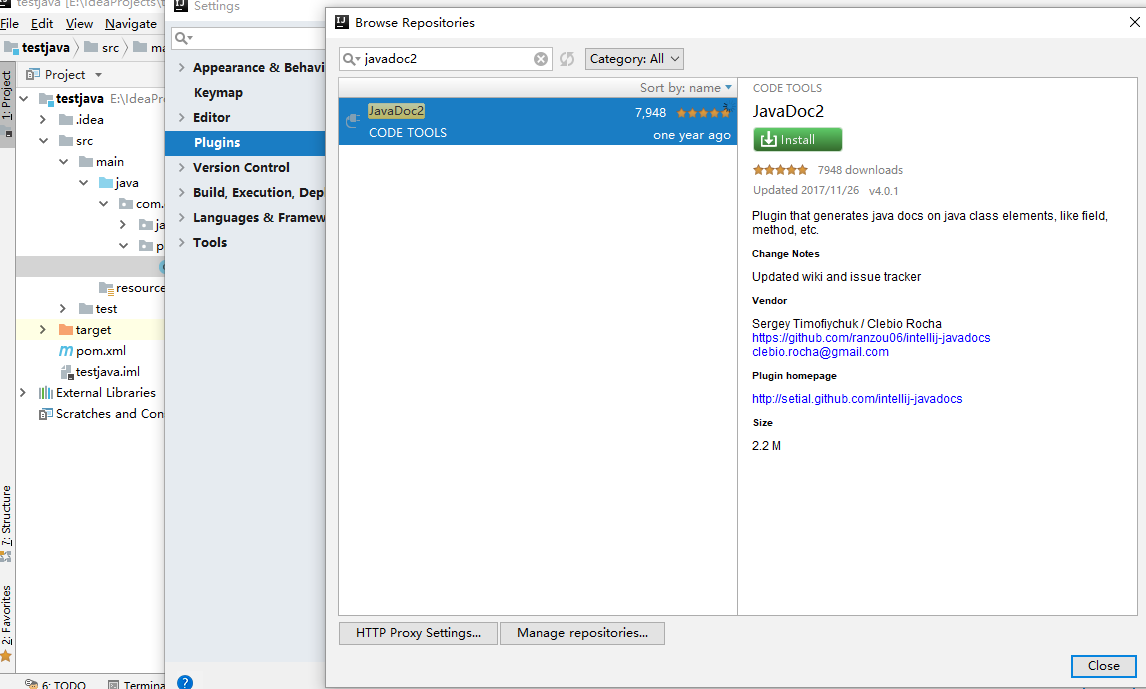 testjava [E:\IdeaProjects\t
File Edit View Navigate
testjava src ma
1: Project
Project
testjava E:\IdeaPro
.idea
src
main
java
com.
ja
p
resource
test
target
pom.xml
testjava.iml
External Libraries
Scratches and Con
7: Structure
2: Favorites
6: TODO Termina
Settings
Appearance & Behavi
Keymap
Editor
Plugins
Version Control
Build, Execution, Dep
Languages & Framew
Tools
?
Browse Repositories
javadoc2
Category: All
Sort by: name
JavaDoc2 7,948
CODE TOOLS one year ago
CODE TOOLS
JavaDoc2
Install
7948 downloads
Updated 2017/11/26 v4.0.1
Plugin that generates java docs on java class elements, like field,
method, etc.
Change Notes
Updated wiki and issue tracker
Vendor
Sergey Timofiychuk / Clebio Rocha
https://github.com/ranzou06/intellij-javadocs
clebio.rocha@gmail.com
Plugin homepage
http://setial.github.com/intellij-javadocs
Size
2.2 M
HTTP Proxy Settings... Manage repositories...
Close